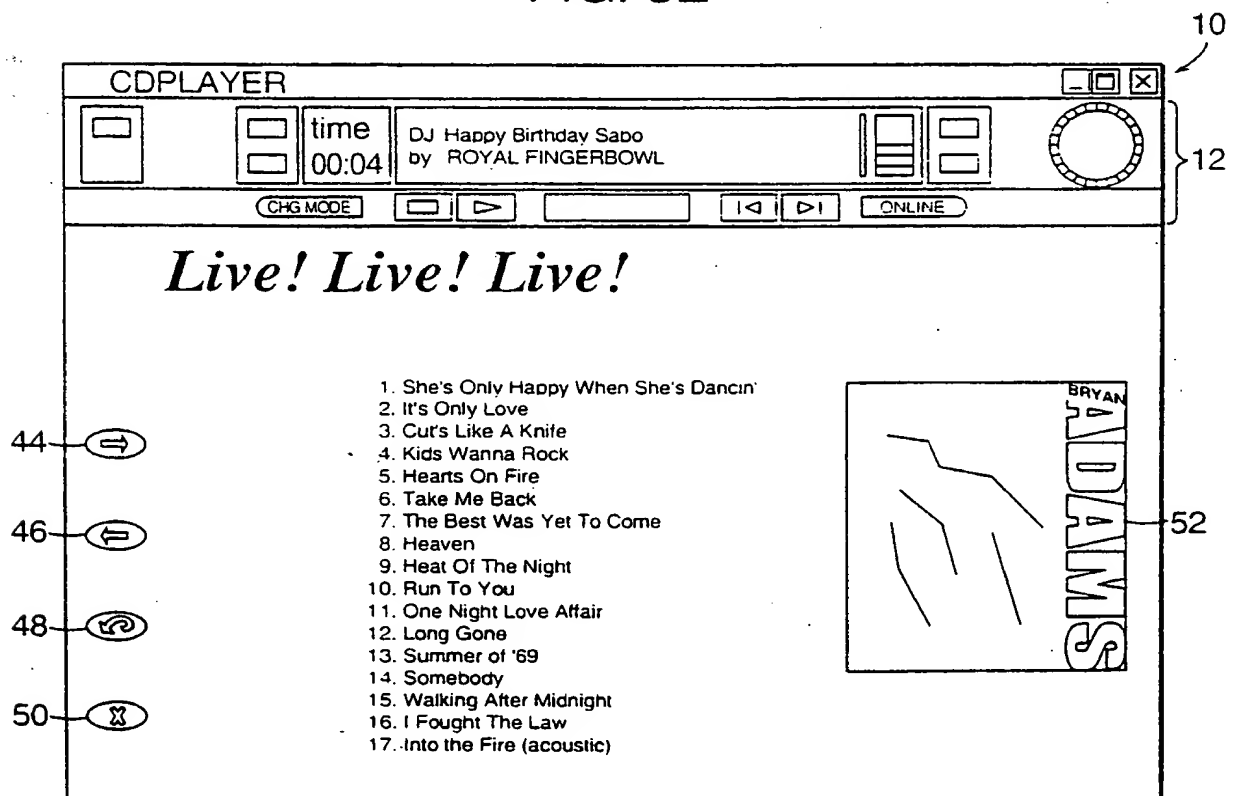 10
CDPLAYER
time
00:04
DJ Happy Birthday Sabo
by ROYAL FINGERBOWL
12
CHG MODE
ONLINE
Live! Live! Live!
1. She's Only Happy When She's Dancin'
2. It's Only Love
3. Cut's Like A Knife
4. Kids Wanna Rock
5. Hearts On Fire
6. Take Me Back
7. The Best Was Yet To Come
8. Heaven
9. Heat Of The Night
10. Run To You
11. One Night Love Affair
12. Long Gone
13. Summer of '69
14. Somebody
15. Walking After Midnight
16. I Fought The Law
17. Into the Fire (acoustic)
BRYAN
ADAMS
44
46
48
50
52